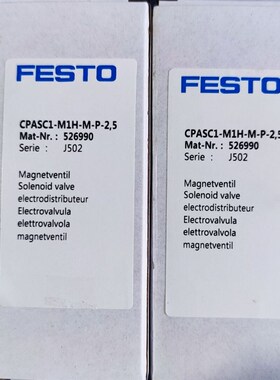 FESTO
CPASC1-M1H-M-P-2,5
Mat-Nr. : 526990
Serie : J502
Magnetventil
Solenoid valve
electrodistributeur
Electrovalvula
elettrovalvola
magnetventil
FESTO
CPASC1-M1H-M-P-2,5
Mat-Nr. : 526990
Serie : J502
Magnetventil
Solenoid valve
electrodistributeur
Electrovalvula
elettrovalvola
magnetventil